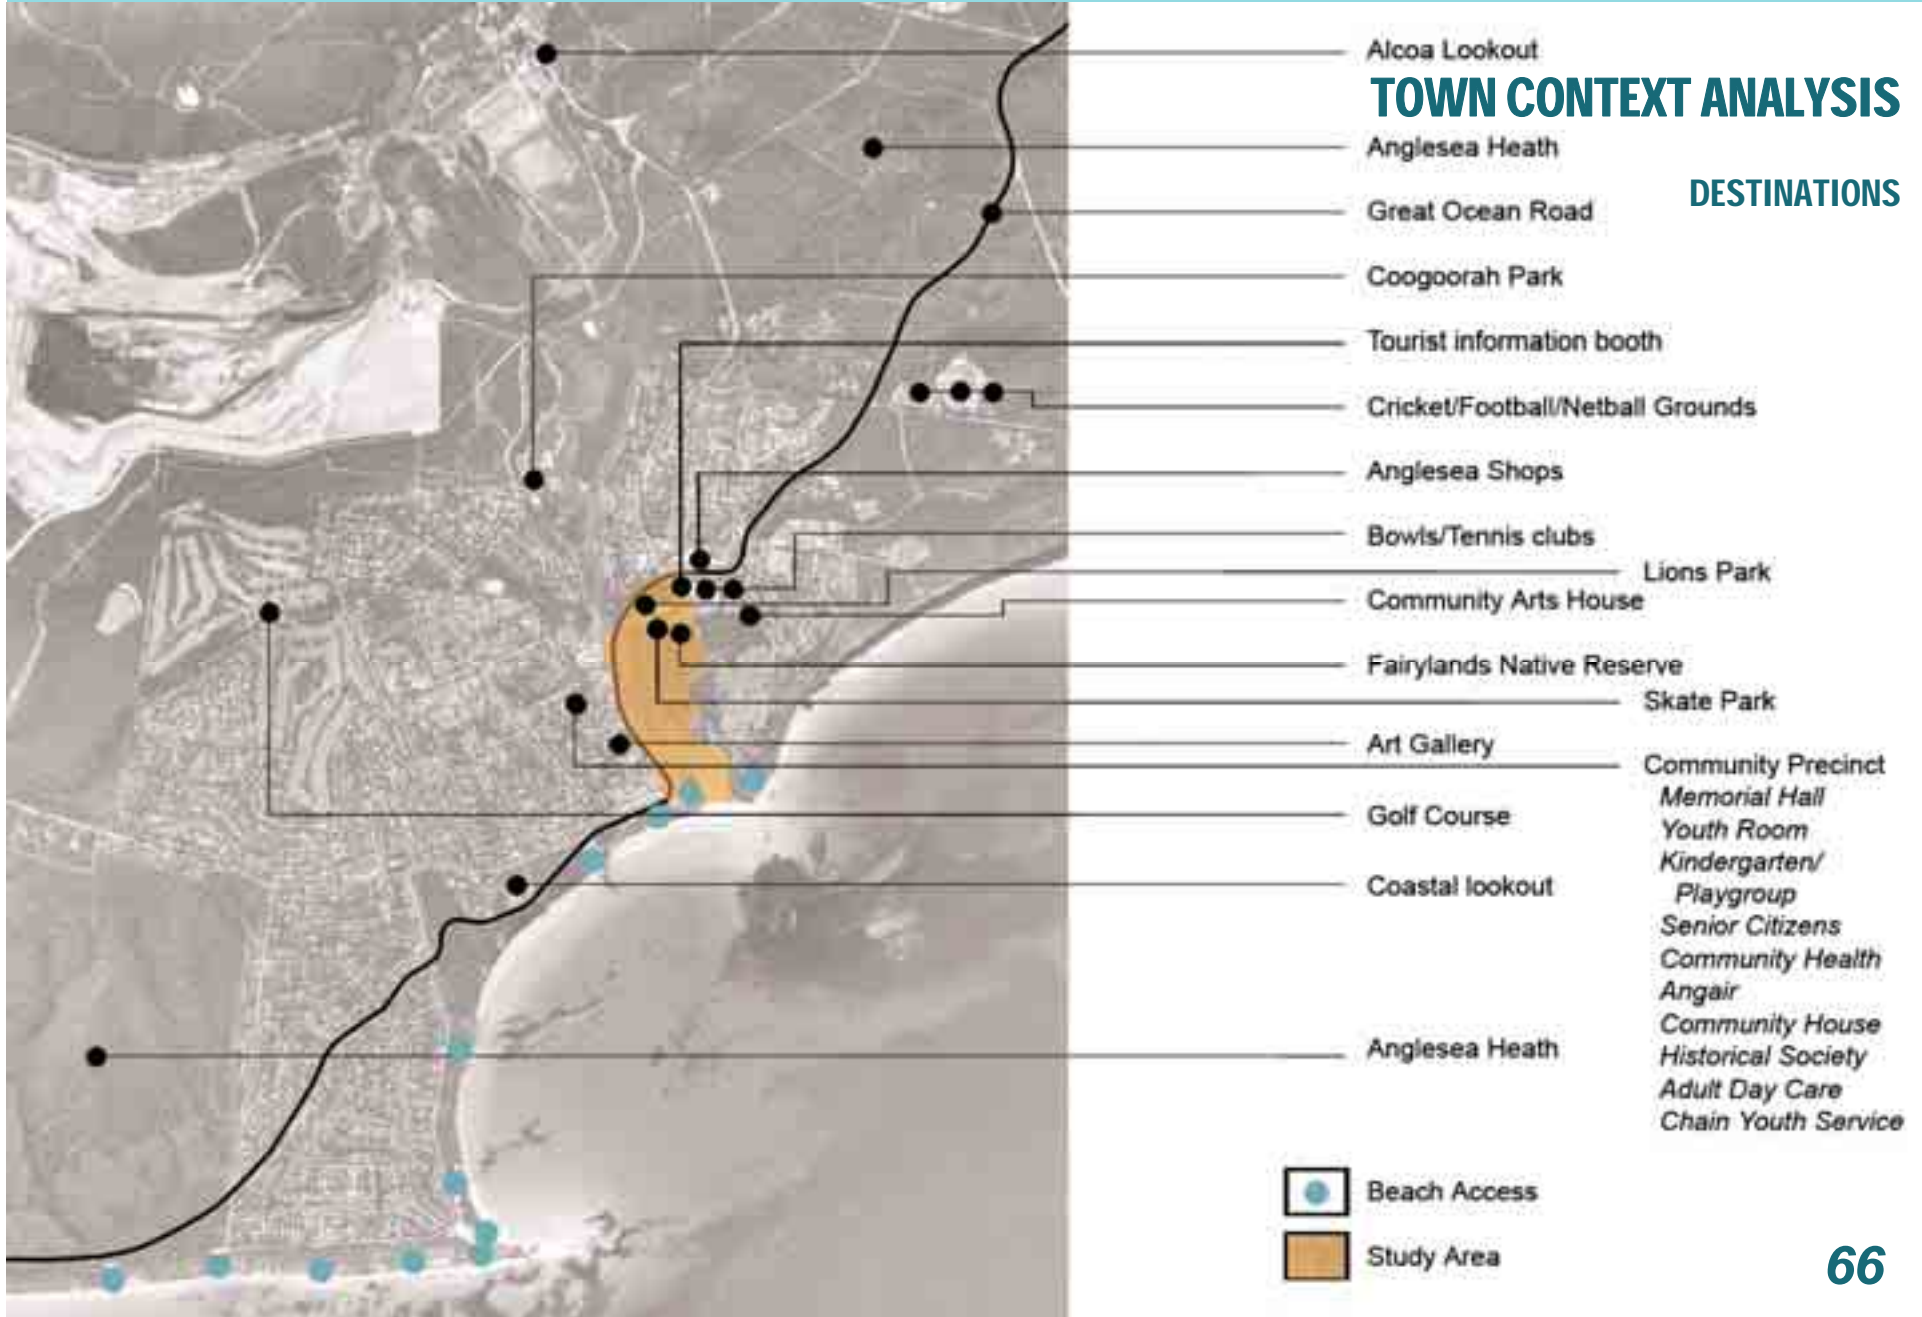 Alcoa Lookout
TOWN CONTEXT ANALYSIS
Anglesea Heath
DESTINATIONS
Great Ocean Road
Coogoorah Park
Tourist information booth
Cricket/Football/Netball Grounds
Anglesea Shops
Bowls/Tennis clubs
Lions Park
Community Arts House
Fairylands Native Reserve
Skate Park
Art Gallery
Community Precinct
Memorial Hall
Youth Room
Kindergarten/
Playgroup
Senior Citizens
Community Health
Angair
Community House
Historical Society
Adult Day Care
Chain Youth Service
Golf Course
Coastal lookout
Anglesea Heath
Beach Access
Study Area
66